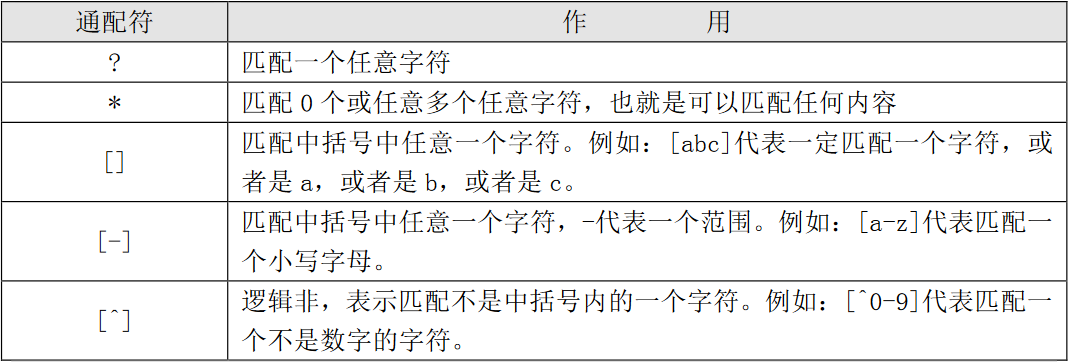 通配符 作 用
? 匹配一个任意字符
* 匹配 0 个或任意多个任意字符，也就是可以匹配任何内容
[] 匹配中括号中任意一个字符。例如：[abc]代表一定匹配一个字符，或
者是 a，或者是 b，或者是 c。
[-] 匹配中括号中任意一个字符，-代表一个范围。例如：[a-z]代表匹配一
个小写字母。
[^] 逻辑非，表示匹配不是中括号内的一个字符。例如：[^0-9]代表匹配一
个不是数字的字符。